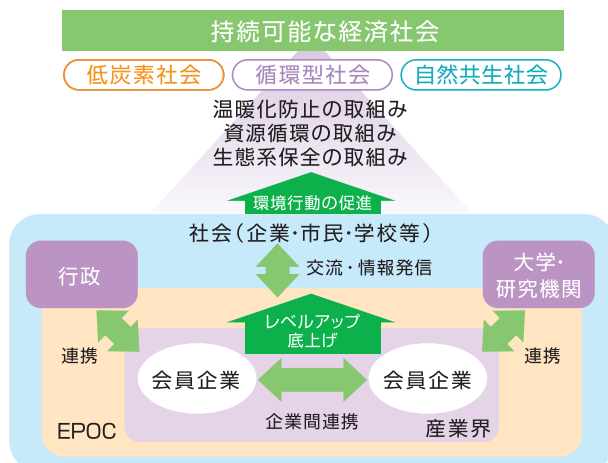 持続可能な経済社会
低炭素社会
循環型社会
自然共生社会
温暖化防止の取組み
資源循環の取組み
生態系保全の取組み
環境行動の促進
社会(企業・市民・学校等)
行政
交流・情報発信
大学・
研究機関
レベルアップ
底上げ
連携
会員企業
会員企業
連携
企業間連携
EPOC
産業界